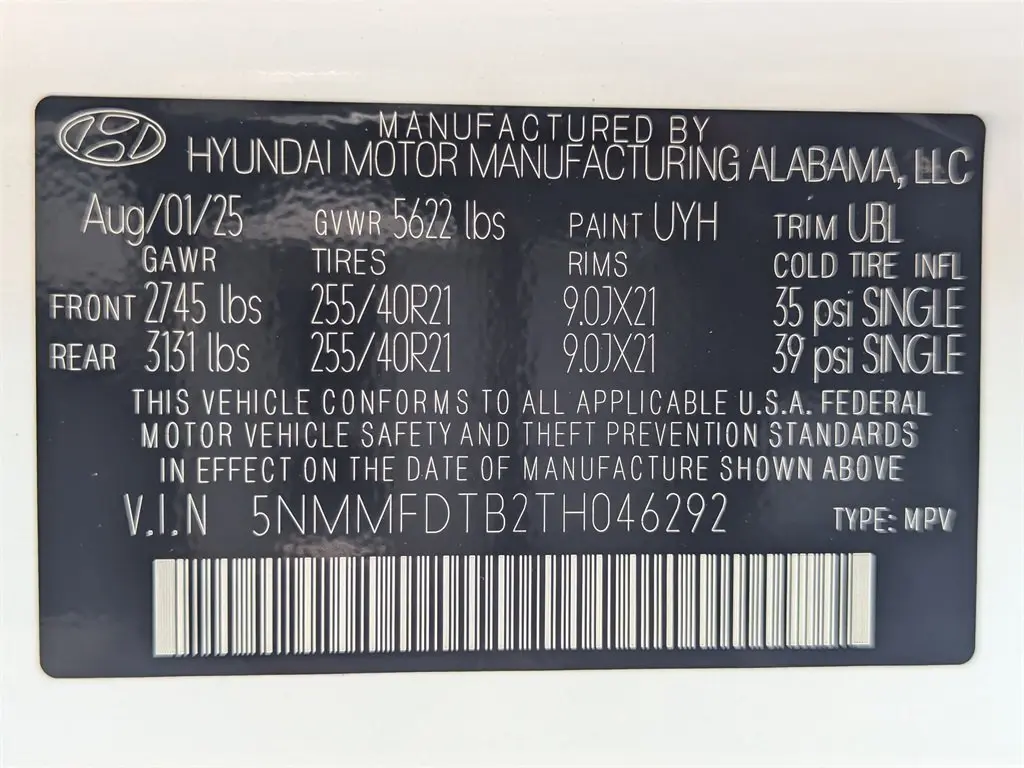 MANUFACTURED BY
HYUNDAI MOTOR MANUFACTURING ALABAMA, LLC
Aug/01/25 GVWR 5622 lbs PAINT UYH TRIM UBL
GAWR TIRES RIMS COLD TIRE INFL
FRONT 2745 lbs 255/40R21 9.0JX21 35 psi SINGLE
REAR 3131 lbs 255/40R21 9.0JX21 39 psi SINGLE
THIS VEHICLE CONFORMS TO ALL APPLICABLE U.S.A. FEDERAL
MOTOR VEHICLE SAFETY AND THEFT PREVENTION STANDARDS
IN EFFECT ON THE DATE OF MANUFACTURE SHOWN ABOVE
V.I.N 5NMMFDTB2TH046292 TYPE: MPV